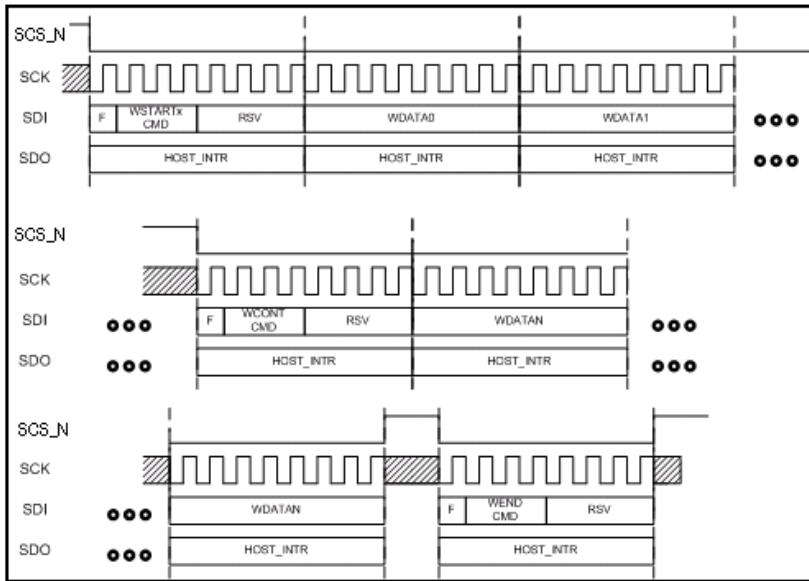 SCS_N
SCK
SDI F WSTARTx CMD RSV WDATA0 WDATA1
SDO HOST_INTR HOST_INTR HOST_INTR
SCS_N
SCK
SDI F WCONT CMD RSV WDATAN
SDO HOST_INTR HOST_INTR
SCS_N
SCK
SDI WDATAN F WEND CMD RSV
SDO HOST_INTR HOST_INTR